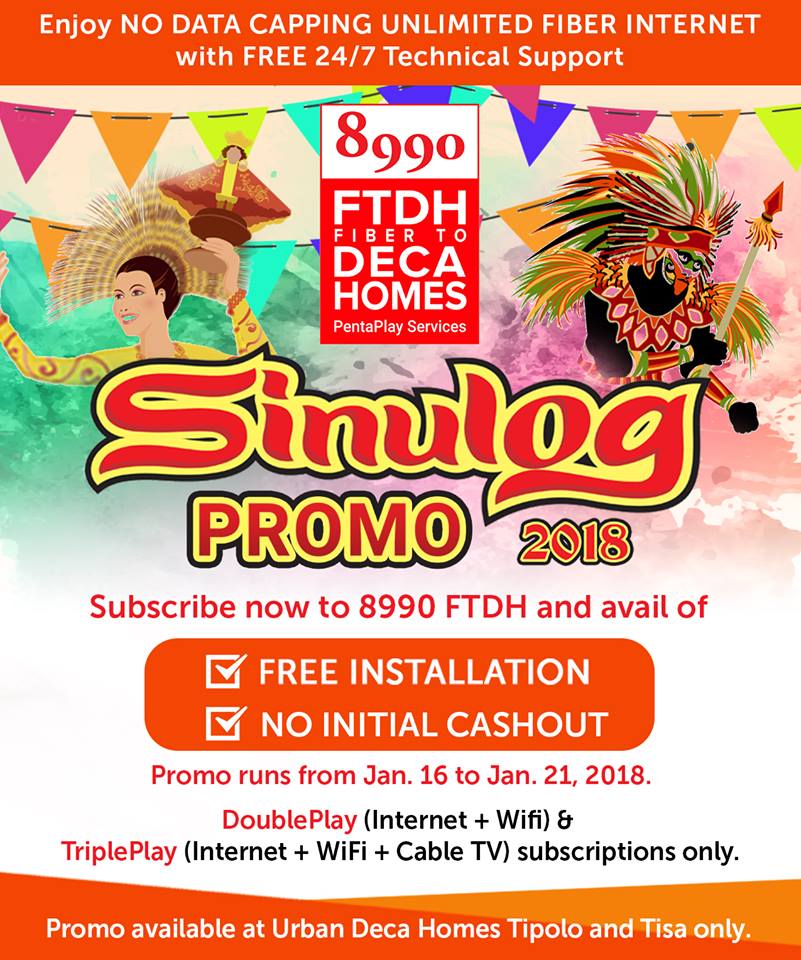 Enjoy NO DATA CAPPING UNLIMITED FIBER INTERNET
with FREE 24/7 Technical Support
8990
FTDH
FIBER TO
DECA
HOMES
PentaPlay Services
Sinulog
PROMO 2018
Subscribe now to 8990 FTDH and avail of
FREE INSTALLATION
NO INITIAL CASHOUT
Promo runs from Jan. 16 to Jan. 21, 2018.
DoublePlay (Internet + Wifi) &
TriplePlay (Internet + WiFi + Cable TV) subscriptions only.
Promo available at Urban Deca Homes Tipolo and Tisa only.